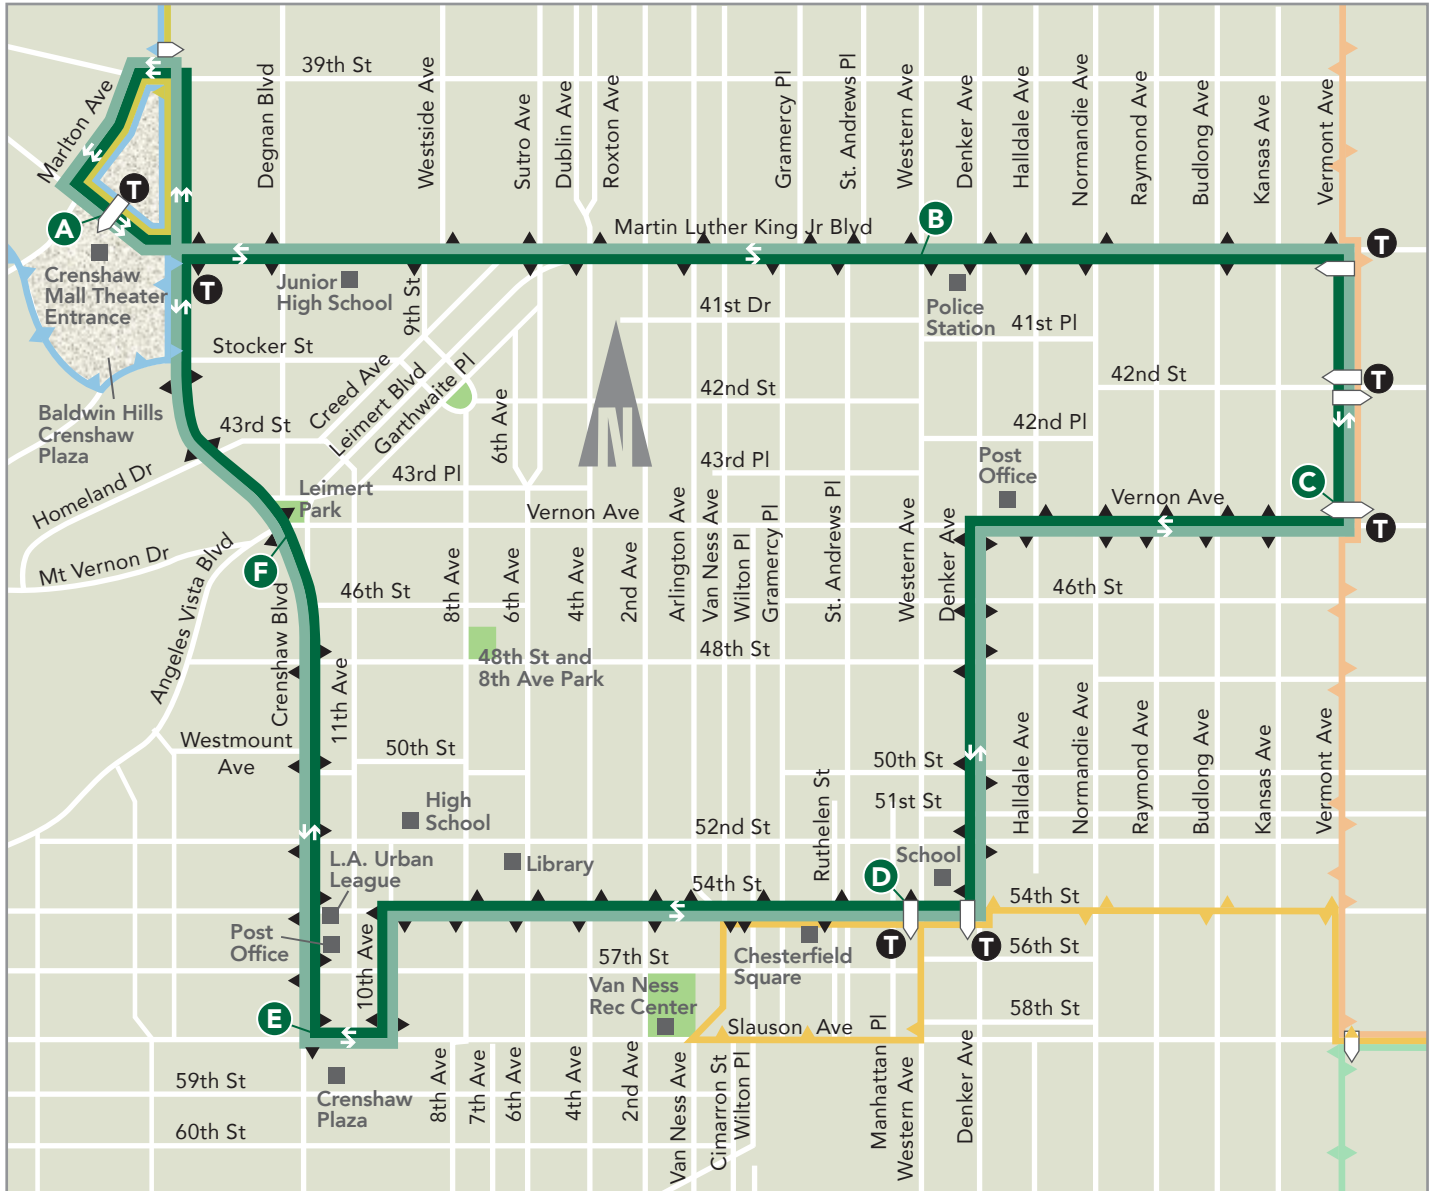 39th St
Marlton Ave
Degnan Blvd
Westside Ave
Sutro Ave
Dublin Ave
Roxton Ave
Gramercy Pl
St. Andrews Pl
Western Ave
Denker Ave
Halldale Ave
Normandie Ave
Raymond Ave
Budlong Ave
Kansas Ave
Vermont Ave
T
A
Martin Luther King Jr Blvd
B
T
Crenshaw
Mall Theater
Entrance
T
Junior
High School
9th St
41st Dr
Police
Station
41st Pl
Stocker St
Creed Ave
Leimert Blvd
Garthwaite Pl
42nd St
42nd St
T
Baldwin Hills
Crenshaw
Plaza
43rd St
6th Ave
N
42nd Pl
43rd Pl
43rd Pl
Post
Office
Homeland Dr
Leimert
Park
Vernon Ave
Vernon Ave
C
T
Mt Vernon Dr
F
Angeles Vista Blvd
Crenshaw Blvd
46th St
8th Ave
6th Ave
4th Ave
2nd Ave
Arlington Ave
Van Ness Ave
Wilton Pl
Gramercy Pl
St. Andrews Pl
Western Ave
Denker Ave
46th St
48th St and
8th Ave Park
48th St
11th Ave
Westmount
Ave
50th St
50th St
51st St
Ruthelen St
Halldale Ave
Normandie Ave
Raymond Ave
Budlong Ave
Kansas Ave
Vermont Ave
High
School
52nd St
L.A. Urban
League
Library
School
54th St
D
54th St
Post
Office
10th Ave
57th St
Chesterfield
Square
T
T
56th St
Van Ness
Rec Center
58th St
E
Slauson Ave
59th St
Crenshaw
Plaza
60th St
8th Ave
7th Ave
6th Ave
4th Ave
2nd Ave
Van Ness Ave
Cimarron St
Wilton Pl
Manhattan Pl
Western Ave
Denker Ave